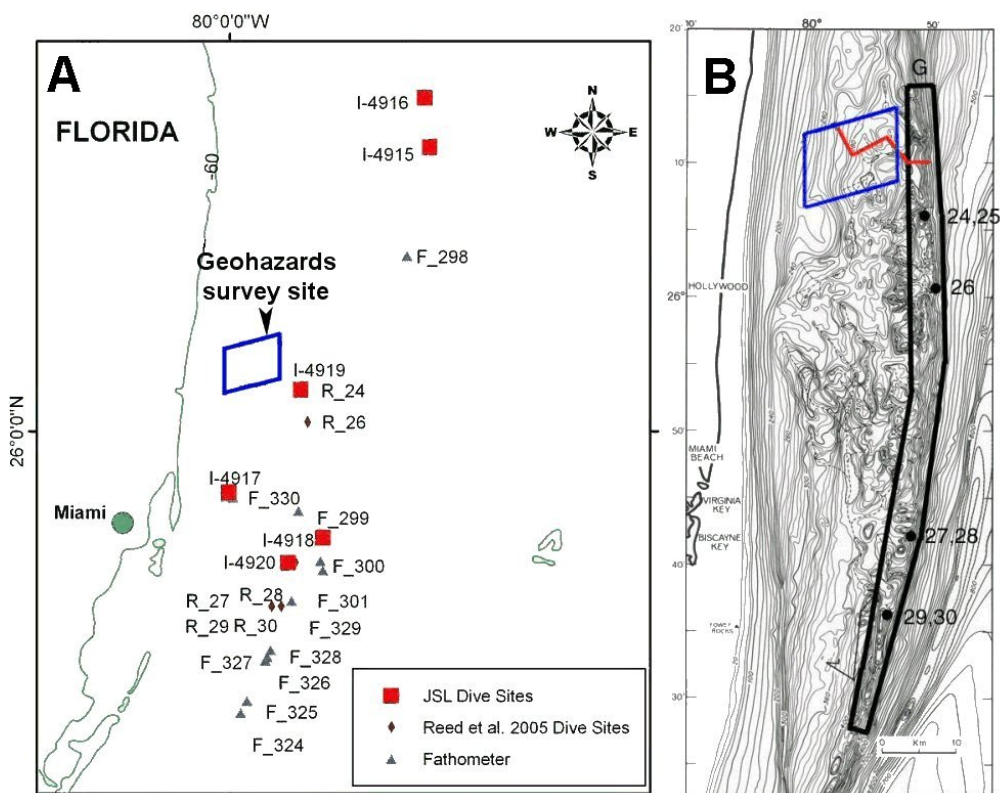 80°0'0"W
A
FLORIDA
-60
I-4916
I-4915
N
W
E
S
F_298
Geohazards
survey site
I-4919
R_24
R_26
26°0'0"N
I-4917
F_330
F_299
Miami
I-4918
I-4920
F_300
R_27
R_28
F_301
R_29
R_30
F_329
F_327
F_328
F_326
F_325
F_324
JSL Dive Sites
Reed et al. 2005 Dive Sites
Fathometer
B
20'
80°
50'
G
10'
24,25
HOLLYWOOD
26°
26
50'
MIAMI
BEACH
VIRGINIA
KEY
BISCAYNE
KEY
27,28
40'
29,30
FOWEY
ROCKS
30'
0 Km 10